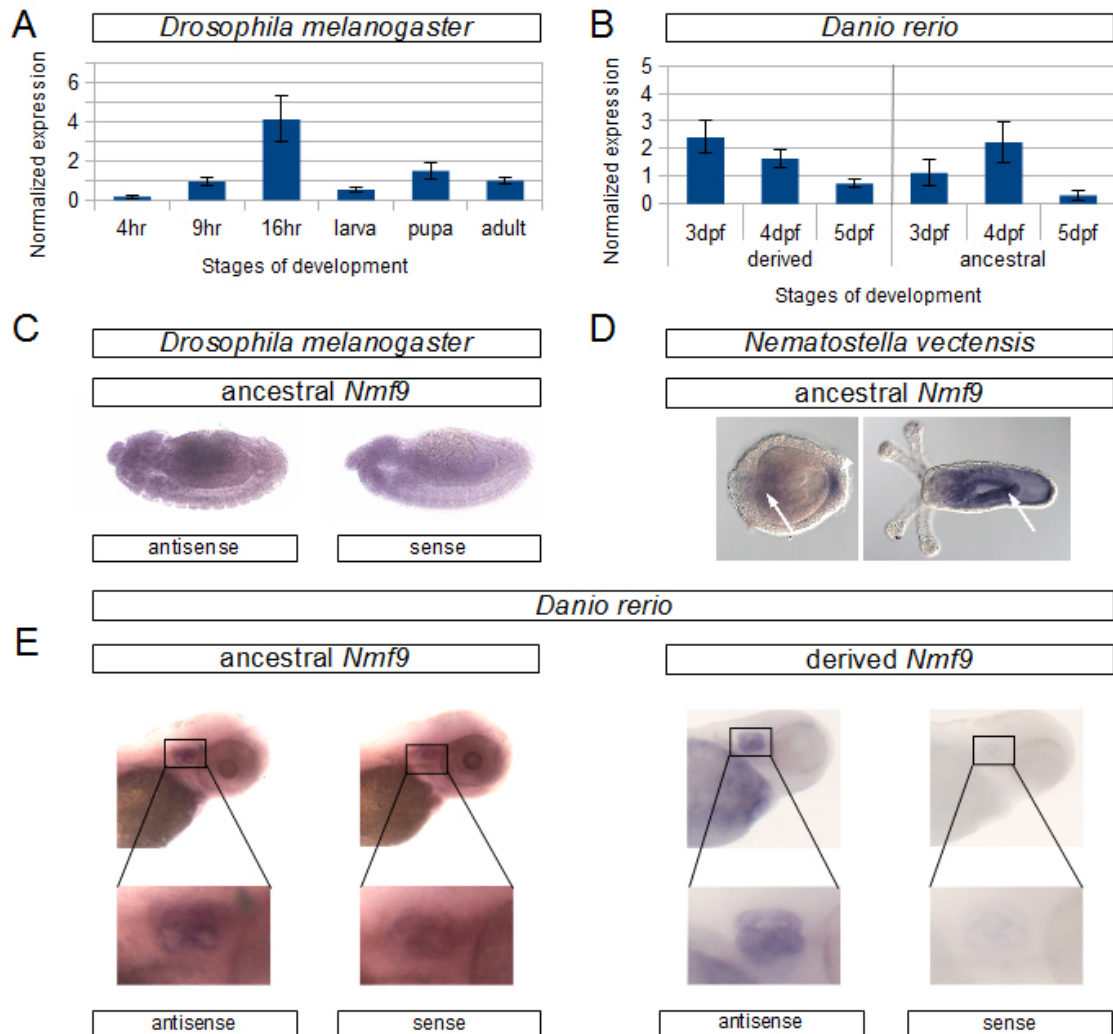 A
Drosophila melanogaster
Normalized expression
6
4
2
0
4hr 9hr 16hr larva pupa adult
Stages of development
B
Danio rerio
Normalized expression
5
4
3
2
1
0
3dpf 4dpf 5dpf 3dpf 4dpf 5dpf
derived ancestral
Stages of development
C
Drosophila melanogaster
ancestral Nmf9
antisense sense
D
Nematostella vectensis
ancestral Nmf9
Danio rerio
E
ancestral Nmf9
derived Nmf9
antisense sense antisense sense